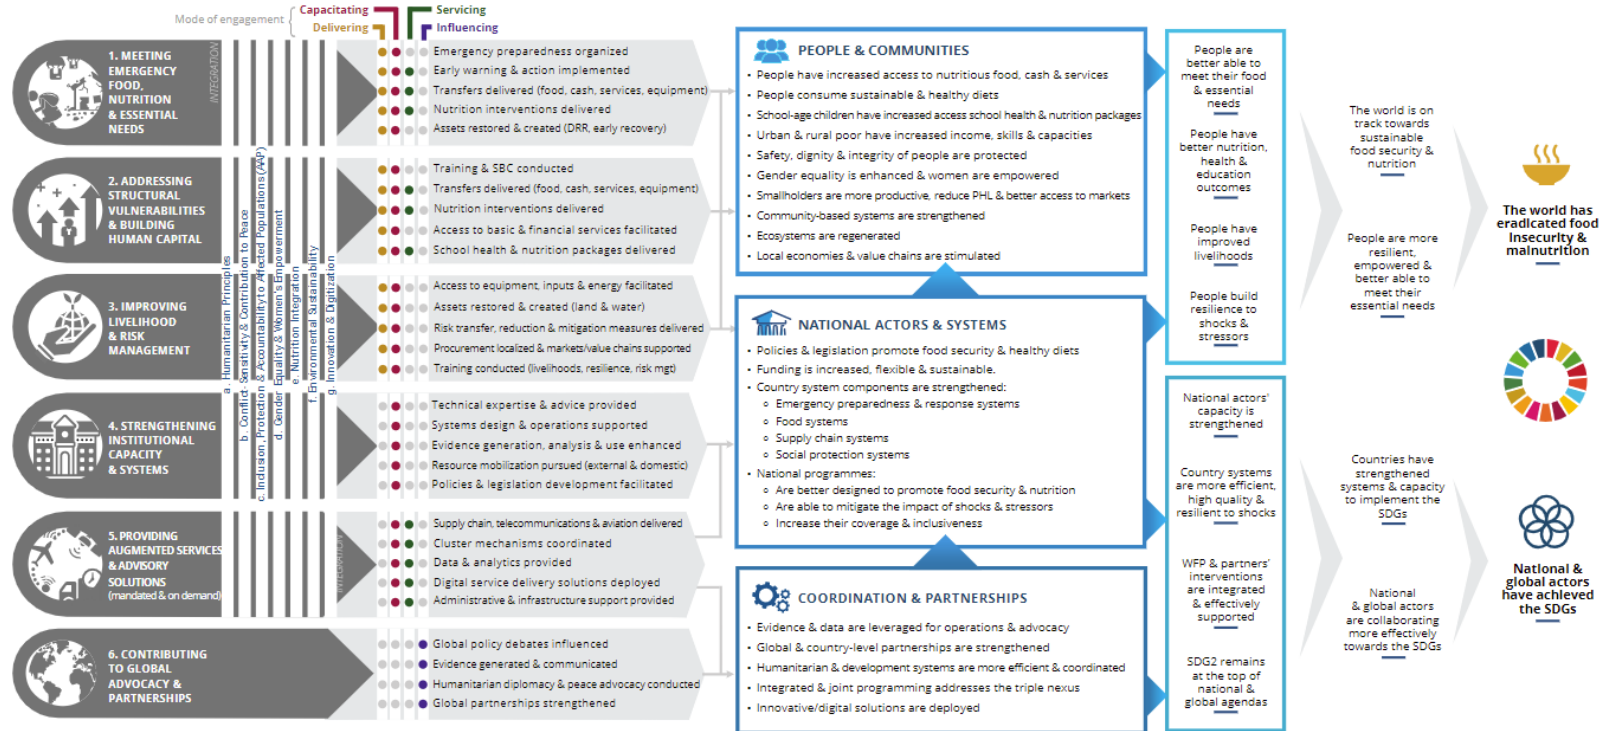 Mode of engagement
Capacitating
Delivering
Servicing
Influencing
1. MEETING
EMERGENCY
FOOD,
NUTRITION
& ESSENTIAL
NEEDS
INTEGRATION
Emergency preparedness organized
Early warning & action implemented
Transfers delivered (food, cash, services, equipment)
Nutrition interventions delivered
Assets restored & created (DRR, early recovery)
2. ADDRESSING
STRUCTURAL
VULNERABILITIES
& BUILDING
HUMAN CAPITAL
Training & SBC conducted
Transfers delivered (food, cash, services, equipment)
Nutrition interventions delivered
Access to basic & financial services facilitated
School health & nutrition packages delivered
3. IMPROVING
LIVELIHOOD
& RISK
MANAGEMENT
Access to equipment, inputs & energy facilitated
Assets restored & created (land & water)
Risk transfer, reduction & mitigation measures delivered
Procurement localized & markets/value chains supported
Training conducted (livelihoods, resilience, risk mgt)
4. STRENGTHENING
INSTITUTIONAL
CAPACITY
& SYSTEMS
Technical expertise & advice provided
Systems design & operations supported
Evidence generation, analysis & use enhanced
Resource mobilization pursued (external & domestic)
Policies & legislation development facilitated
5. PROVIDING
AUGMENTED SERVICES
& ADVISORY
SOLUTIONS
(mandated & on demand)
INTEGRATION
Supply chain, telecommunications & aviation delivered
Cluster mechanisms coordinated
Data & analytics provided
Digital service delivery solutions deployed
Administrative & infrastructure support provided
6. CONTRIBUTING
TO GLOBAL
ADVOCACY &
PARTNERSHIPS
Global policy debates influenced
Evidence generated & communicated
Humanitarian diplomacy & peace advocacy conducted
Global partnerships strengthened
a. Humanitarian Principles
b. Conflict-Sensitivity & Contribution to Peace
c. Inclusion, Protection & Accountability to Affected Populations (AAP)
d. Gender Equality & Women's Empowerment
e. Nutrition Integration
f. Environmental Sustainability
g. Innovation & Digitization
PEOPLE & COMMUNITIES
• People have increased access to nutritious food, cash & services
• People consume sustainable & healthy diets
• School-age children have increased access school health & nutrition packages
• Urban & rural poor have increased income, skills & capacities
• Safety, dignity & integrity of people are protected
• Gender equality is enhanced & women are empowered
• Smallholders are more productive, reduce PHL & better access to markets
• Community-based systems are strengthened
• Ecosystems are regenerated
• Local economies & value chains are stimulated
NATIONAL ACTORS & SYSTEMS
• Policies & legislation promote food security & healthy diets
• Funding is increased, flexible & sustainable.
• Country system components are strengthened:
○ Emergency preparedness & response systems
○ Food systems
○ Supply chain systems
○ Social protection systems
• National programmes:
○ Are better designed to promote food security & nutrition
○ Are able to mitigate the impact of shocks & stressors
○ Increase their coverage & inclusiveness
COORDINATION & PARTNERSHIPS
• Evidence & data are leveraged for operations & advocacy
• Global & country-level partnerships are strengthened
• Humanitarian & development systems are more efficient & coordinated
• Integrated & joint programming addresses the triple nexus
• Innovative/digital solutions are deployed
People are
better able to
meet their food
& essential
needs
People have
better nutrition,
health &
education
outcomes
People have
improved
livelihoods
People build
resilience to
shocks &
stressors
National actors'
capacity is
strengthened
Country systems
are more efficient,
high quality &
resilient to shocks
WFP & partners'
interventions
are integrated
& effectively
supported
SDG2 remains
at the top of
national &
global agendas
The world is on
track towards
sustainable
food security &
nutrition
People are more
resilient,
empowered &
better able to
meet their
essential needs
Countries have
strengthened
systems & capacity
to implement the
SDGs
National
& global actors
are collaborating
more effectively
towards the SDGs
The world has
eradicated food
insecurity &
malnutrition
National &
global actors
have achieved
the SDGs